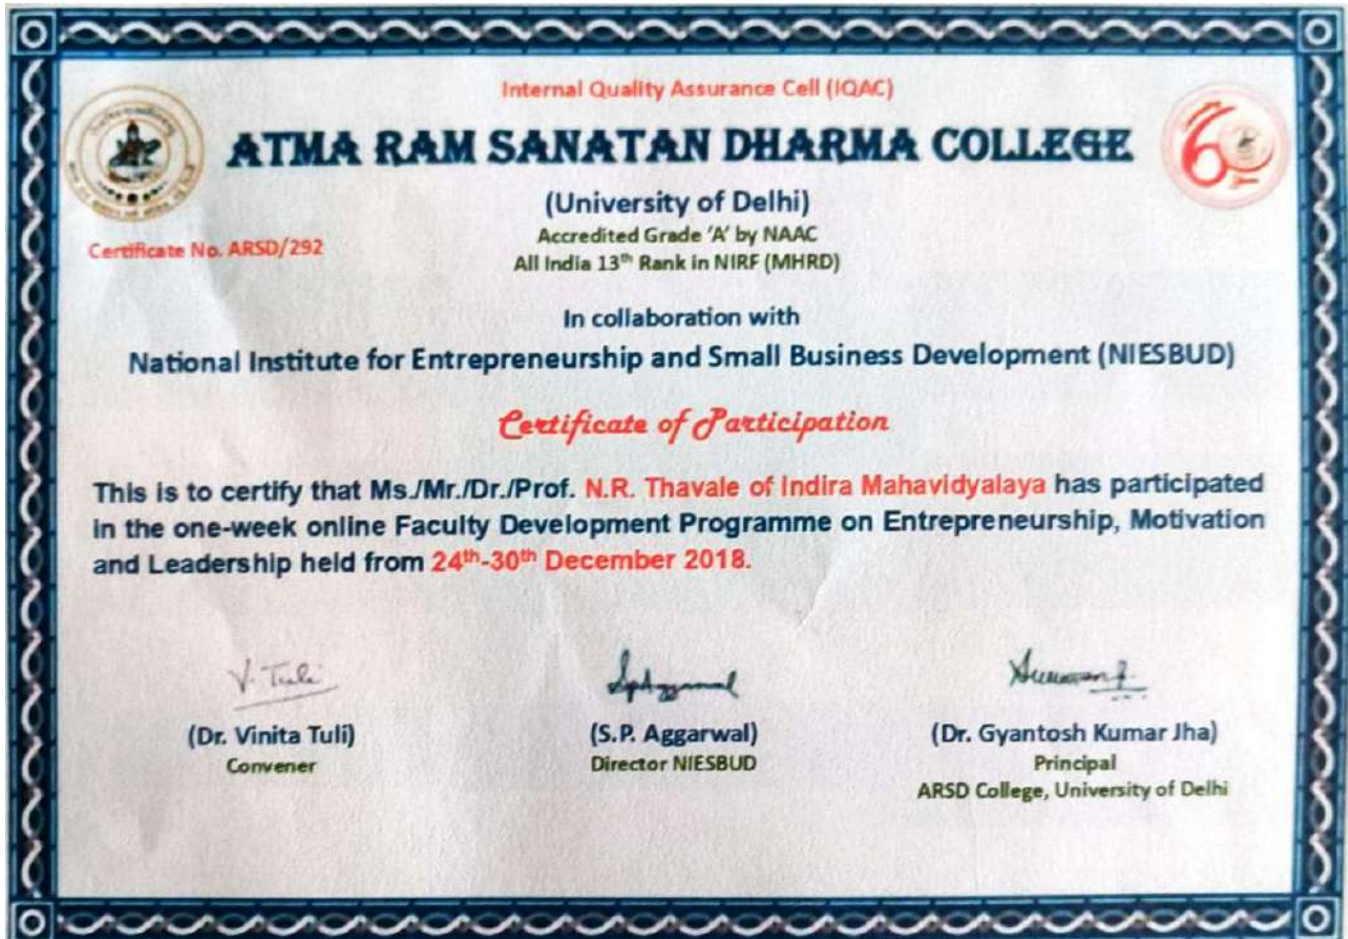 Internal Quality Assurance Cell (IQAC)
ATMA RAM SANATAN DHARMA COLLEGE
(University of Delhi)
Accredited Grade 'A' by NAAC
Certificate No. ARSD/292
All India 13th Rank in NIRF (MHRD)
In collaboration with
National Institute for Entrepreneurship and Small Business Development (NIESBUD)
Certificate of Participation
This is to certify that Ms./Mr./Dr./Prof. N.R. Thavale of Indira Mahavidyalaya has participated
in the one-week online Faculty Development Programme on Entrepreneurship, Motivation
and Leadership held from 24th-30th December 2018.
60
V. Tuli
(Dr. Vinita Tuli)
Convener
SpAggarwal
(S.P. Aggarwal)
Director NIESBUD
(Dr. Gyantosh Kumar Jha)
Principal
ARSD College, University of Delhi